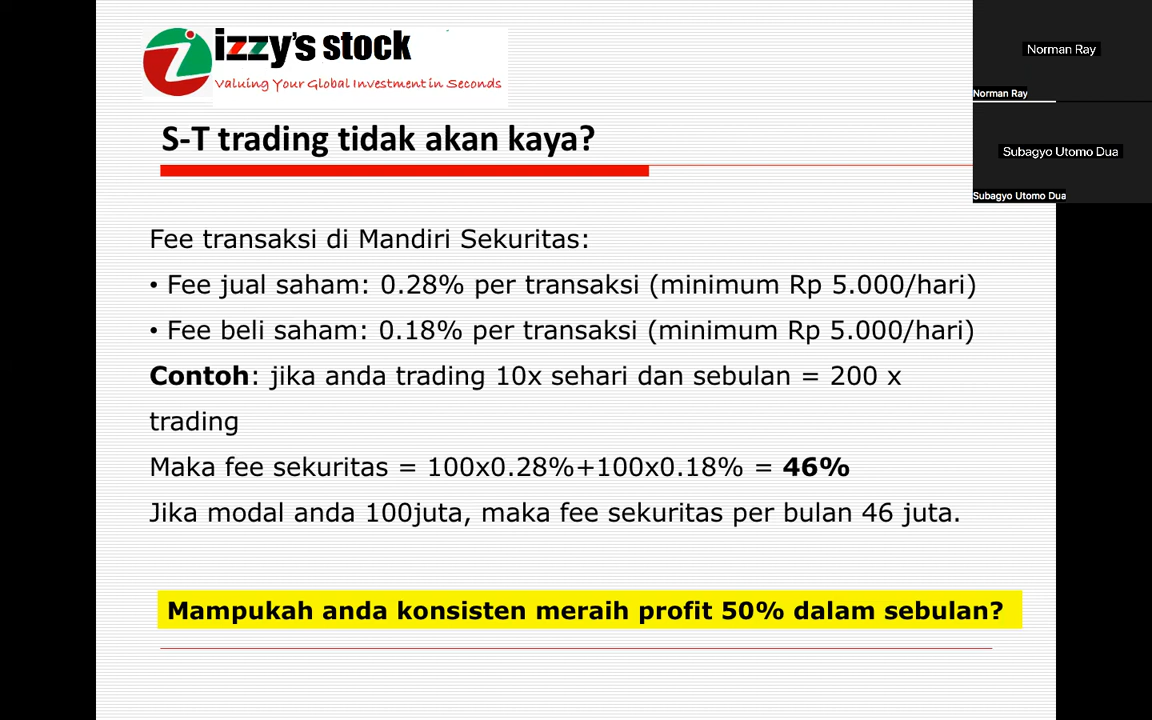 izzy's stock
Valuing Your Global Investment in Seconds
S-T trading tidak akan kaya?
Fee transaksi di Mandiri Sekuritas:
• Fee jual saham: 0.28% per transaksi (minimum Rp 5.000/hari)
• Fee beli saham: 0.18% per transaksi (minimum Rp 5.000/hari)
Contoh: jika anda trading 10x sehari dan sebulan = 200 x
trading
Maka fee sekuritas = 100x0.28%+100x0.18% = 46%
Jika modal anda 100juta, maka fee sekuritas per bulan 46 juta.
Mampukah anda konsisten meraih profit 50% dalam sebulan?
Norman Ray
Norman Ray
Subagyo Utomo Dua
Subagyo Utomo Dua